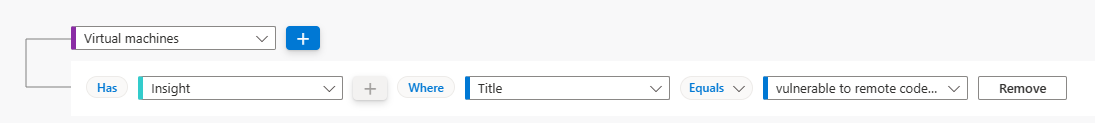 Virtual machines +
Has Insight + Where Title Equals vulnerable to remote code... Remove